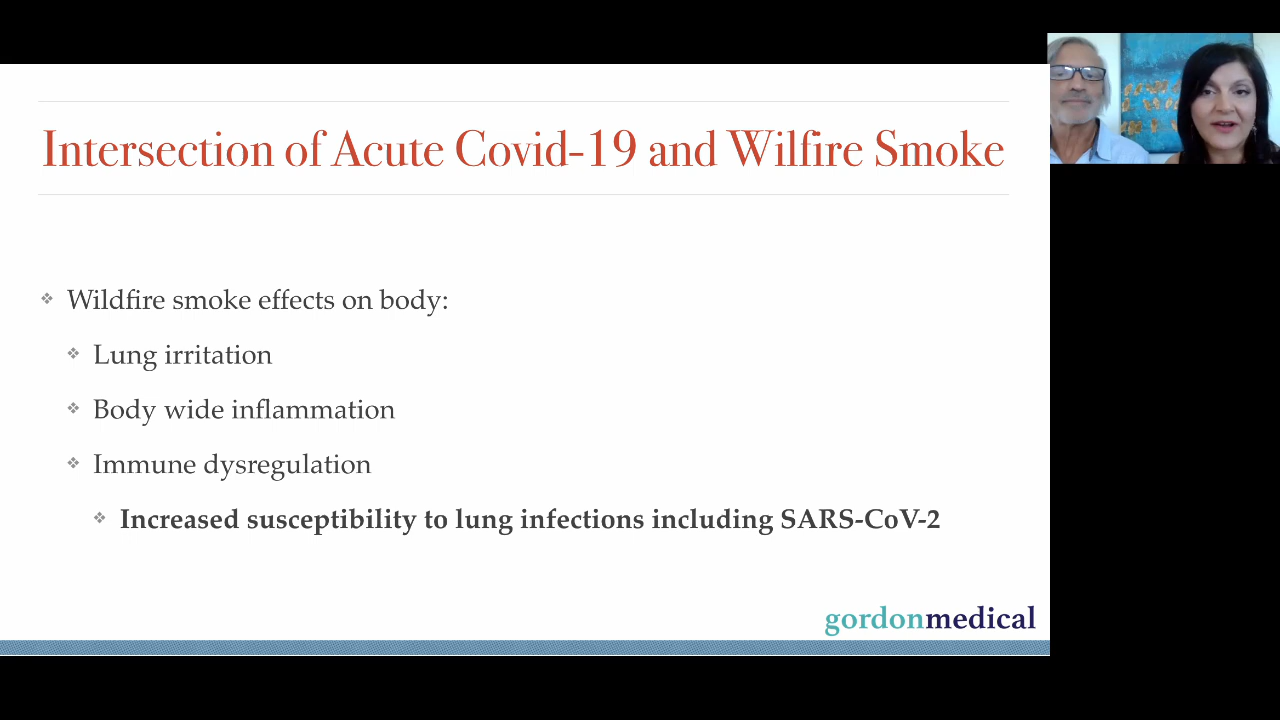 Intersection of Acute Covid-19 and Wilfire Smoke
Wildfire smoke effects on body:
Lung irritation
Body wide inflammation
Immune dysregulation
Increased susceptibility to lung infections including SARS-CoV-2
gordonmedical